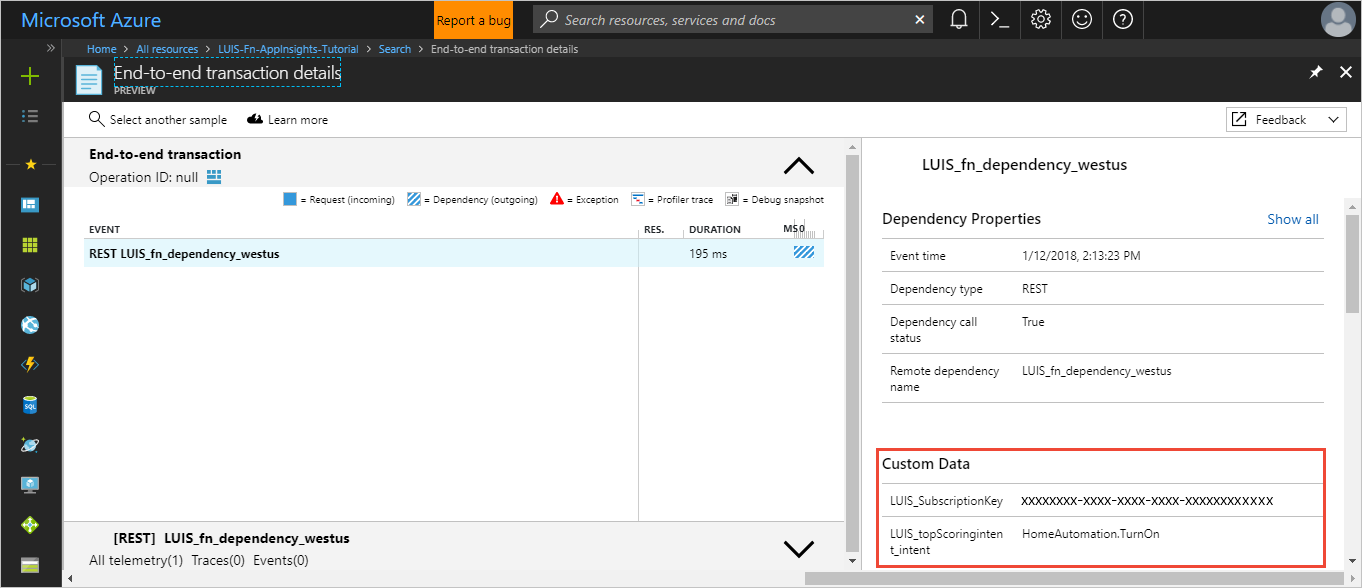 Microsoft Azure
Report a bug
Search resources, services and docs
Home > All resources > LUIS-Fn-AppInsights-Tutorial > Search > End-to-end transaction details
End-to-end transaction details
PREVIEW
Select another sample
Learn more
Feedback
End-to-end transaction
Operation ID: null
= Request (incoming)
= Dependency (outgoing)
= Exception
= Profiler trace
= Debug snapshot
EVENT RES. DURATION MS 0
REST LUIS_fn_dependency_westus 195 ms
[REST] LUIS_fn_dependency_westus
All telemetry(1) Traces(0) Events(0)
LUIS_fn_dependency_westus
Dependency Properties Show all
Event time 1/12/2018, 2:13:23 PM
Dependency type REST
Dependency call True
status
Remote dependency LUIS_fn_dependency_westus
name
Custom Data
LUIS_SubscriptionKey XXXXXXXX-XXXX-XXXX-XXXX-XXXXXXXXXXXX
LUIS_topScoringinten HomeAutomation.TurnOn
t_intent
SQL